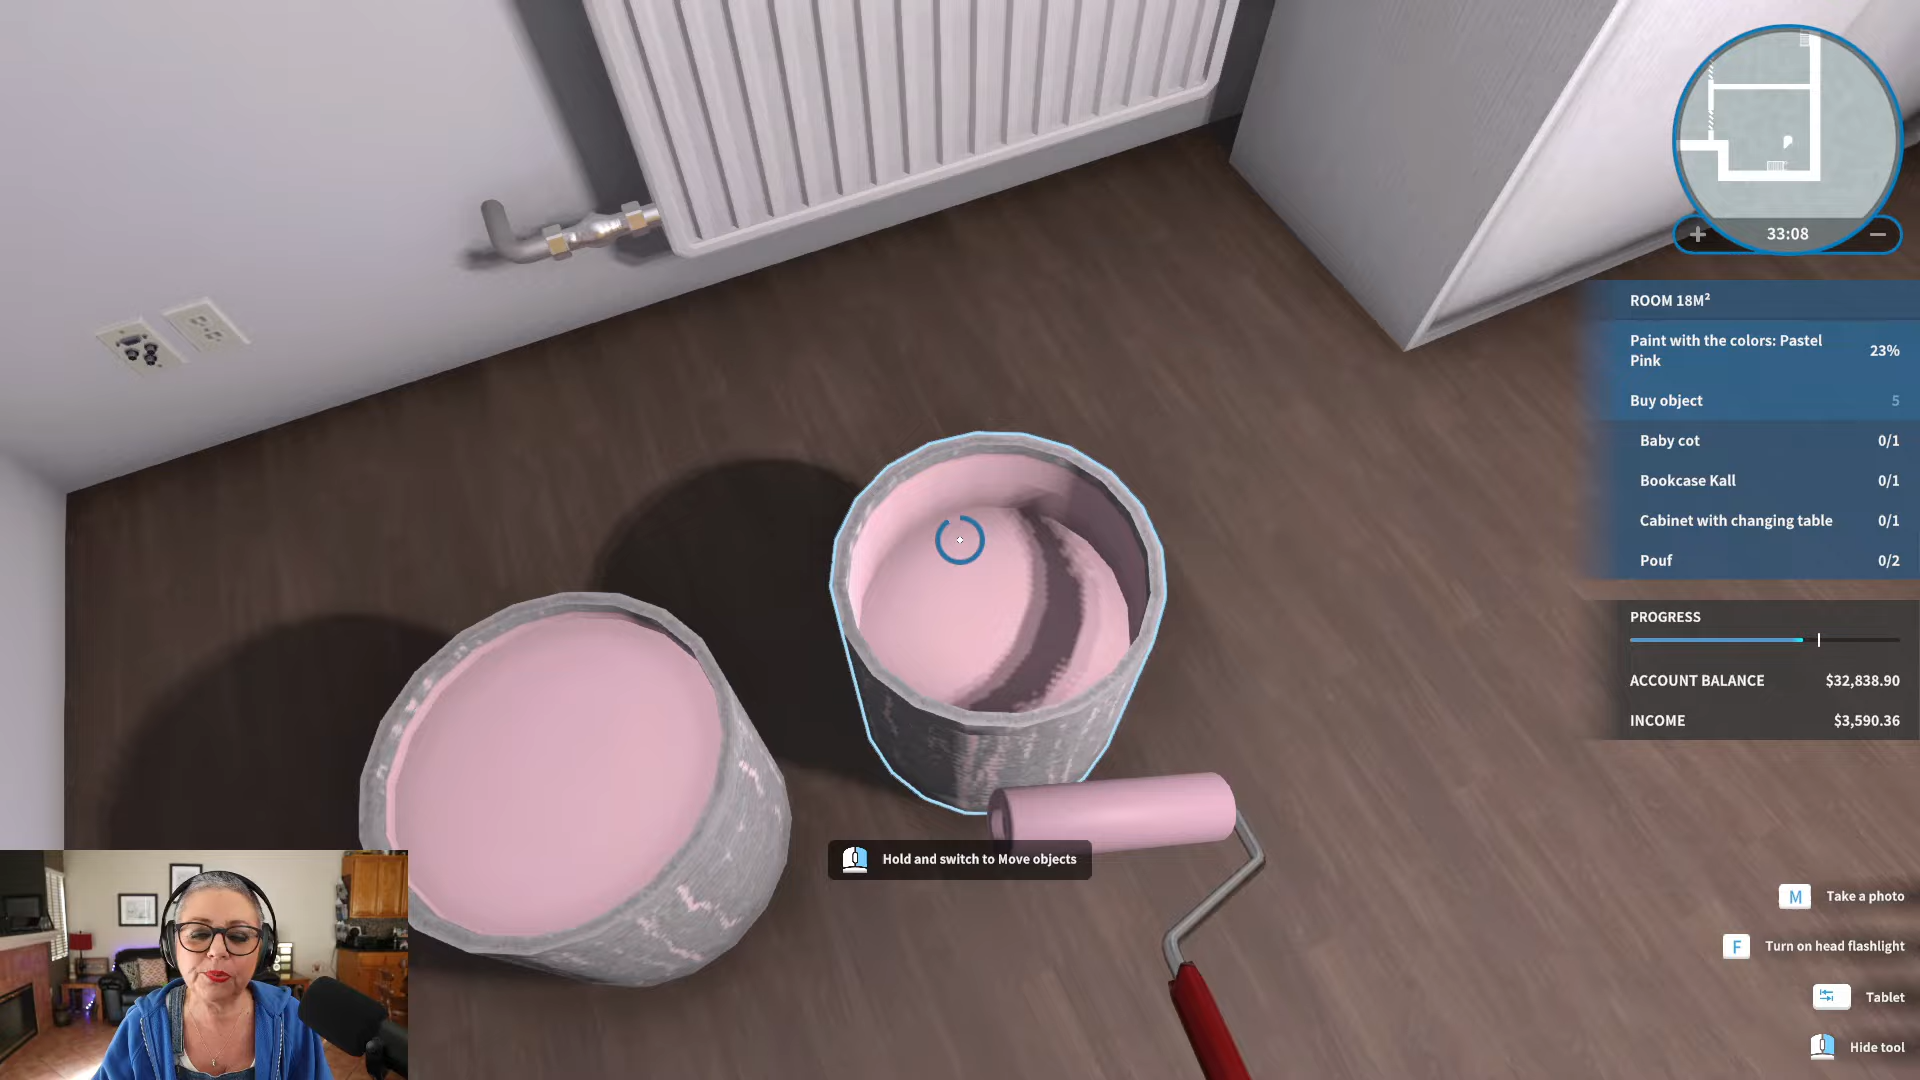 33:08
ROOM 18M²
Paint with the colors: Pastel
Pink
23%
Buy object 5
Baby cot 0/1
Bookcase Kall 0/1
Cabinet with changing table 0/1
Pouf 0/2
PROGRESS
ACCOUNT BALANCE $32,838.90
INCOME $3,590.36
Hold and switch to Move objects
M Take a photo
F Turn on head flashlight
Tablet
Hide tool